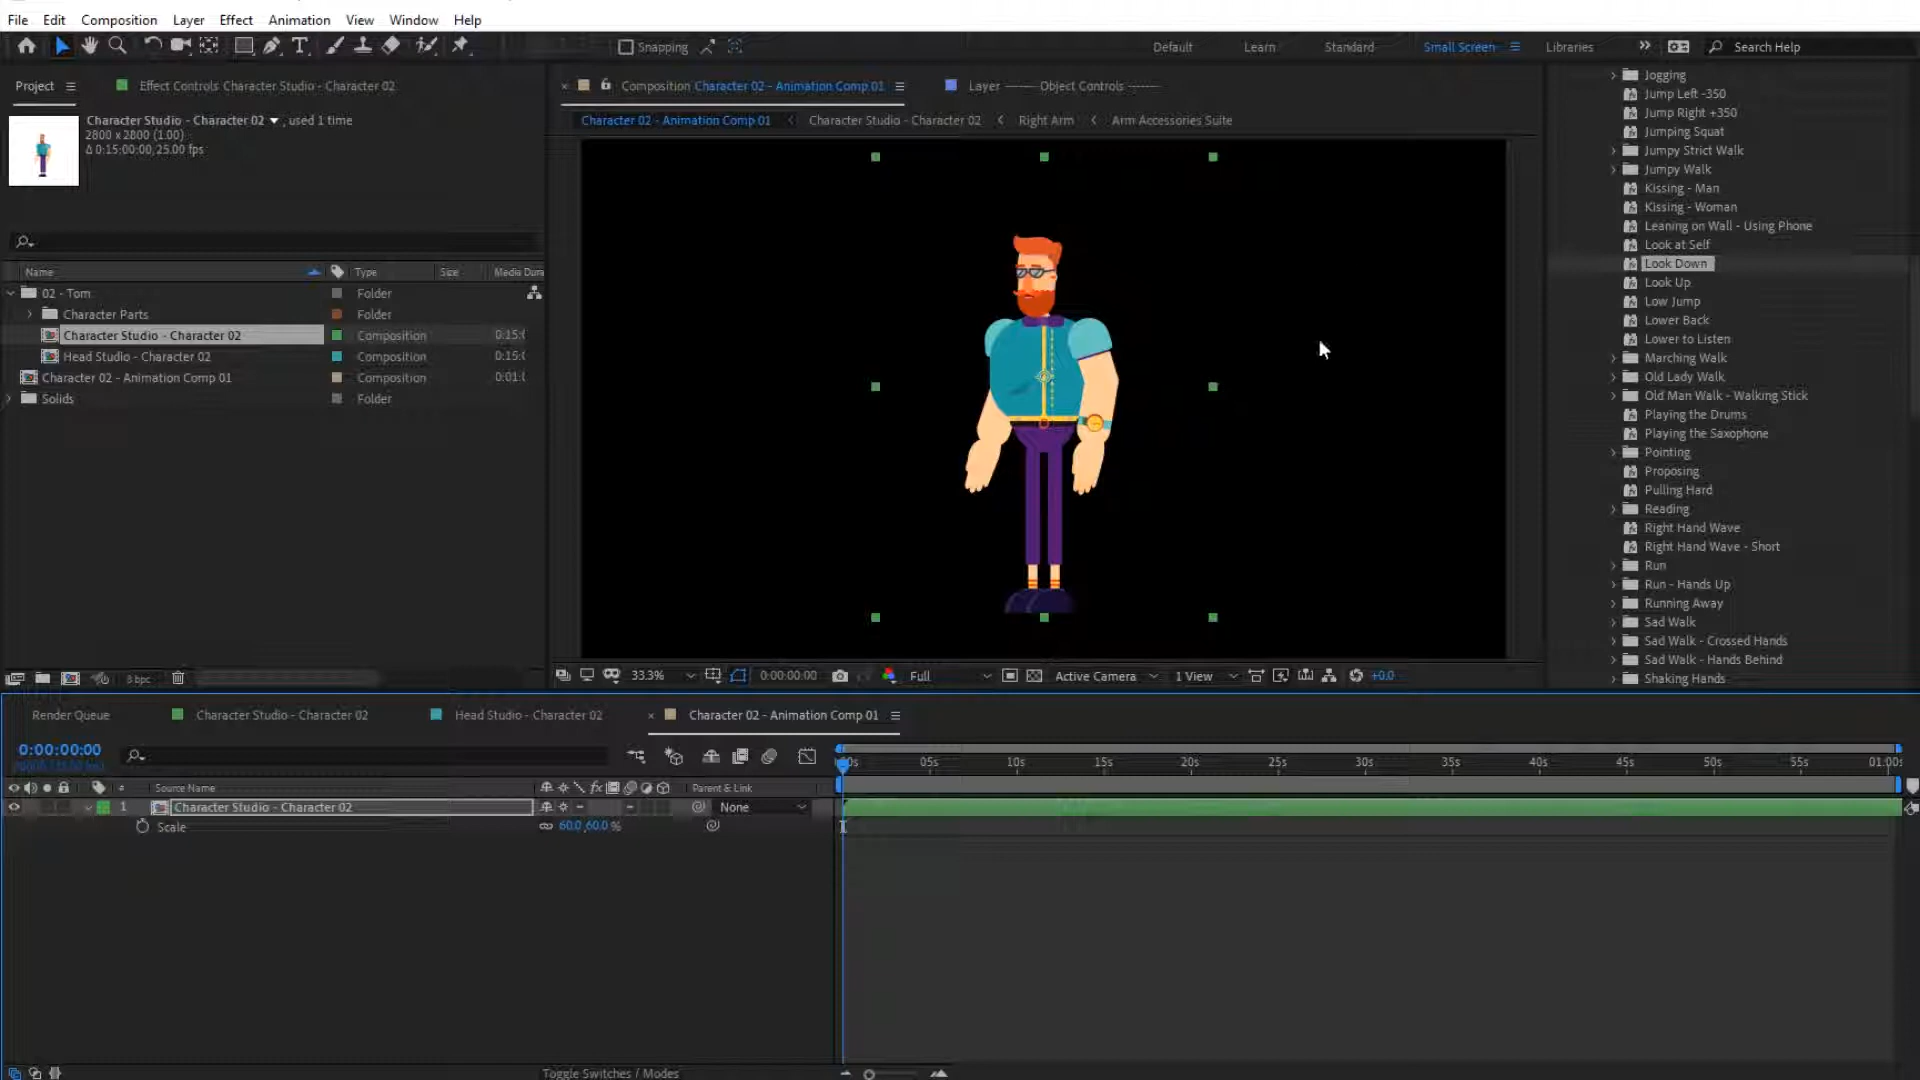 File Edit Composition Layer Effect Animation View Window Help
Snapping Default Learn Standard Small Screen Libraries Search Help
Project Effect Controls Character Studio - Character 02
Composition Character 02 - Animation Comp 01 Layer Object Controls
Character Studio - Character 02 , used 1 time
2800 x 2800 (1.00)
Δ 0:15:00:00, 25.00 fps
Character 02 - Animation Comp 01 Character Studio - Character 02 Right Arm Arm Accessories Suite
Name Type Size Media Dura
02 - Tom Folder
Character Parts Folder
Character Studio - Character 02 Composition 0:15:0
Head Studio - Character 02 Composition 0:15:0
Character 02 - Animation Comp 01 Composition 0:01:0
Solids Folder
Jogging
Jump Left -350
Jump Right +350
Jumping Squat
Jumpy Strict Walk
Jumpy Walk
Kissing - Man
Kissing - Woman
Leaning on Wall - Using Phone
Look at Self
Look Down
Look Up
Low Jump
Lower Back
Lower to Listen
Marching Walk
Old Lady Walk
Old Man Walk - Walking Stick
Playing the Drums
Playing the Saxophone
Pointing
Proposing
Pulling Hard
Reading
Right Hand Wave
Right Hand Wave - Short
Run
Run - Hands Up
Running Away
Sad Walk
Sad Walk - Crossed Hands
Sad Walk - Hands Behind
Shaking Hands
8 bpc
33.3% 0:00:00:00 Full Active Camera 1 View +0.0
Render Queue Character Studio - Character 02 Head Studio - Character 02 Character 02 - Animation Comp 01
0:00:00:00
05s 10s 15s 20s 25s 30s 35s 40s 45s 50s 55s 01:00s
# Source Name fx Parent & Link
1 Character Studio - Character 02 None
Scale 60.0,60.0 %
Toggle Switches / Modes